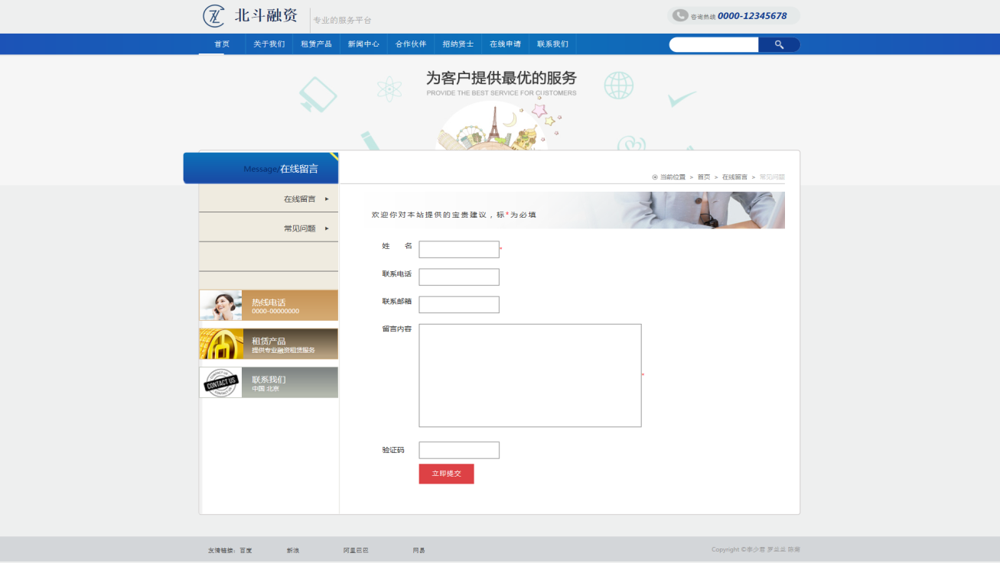 北斗融资
专业的服务平台
咨询热线 0000-12345678
首页 关于我们 租赁产品 新闻中心 合作伙伴 招纳贤士 在线申请 联系我们
为客户提供最优的服务
PROVIDE THE BEST SERVICE FOR CUSTOMERS
Message/在线留言
当前位置 > 首页 > 在线留言 > 常见问题
在线留言
常见问题
欢迎你对本站提供的宝贵建议，标*为必填
姓 名 *
联系电话
联系邮箱
留言内容 *
验证码
立即提交
热线电话
0000-00000000
租赁产品
提供专业融资租赁服务
CONTACT US
联系我们
中国 北京
友情链接: 百度 新浪 阿里巴巴 网易
Copyright ©